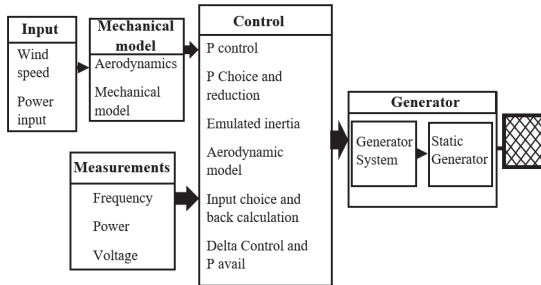 Input
Wind
speed
Power
input
Mechanical
model
Aerodynamics
Mechanical
model
Measurements
Frequency
Power
Voltage
Control
P control
P Choice and
reduction
Emulated inertia
Aerodynamic
model
Input choice and
back calculation
Delta Control and
P avail
Generator
Generator
System
Static
Generator